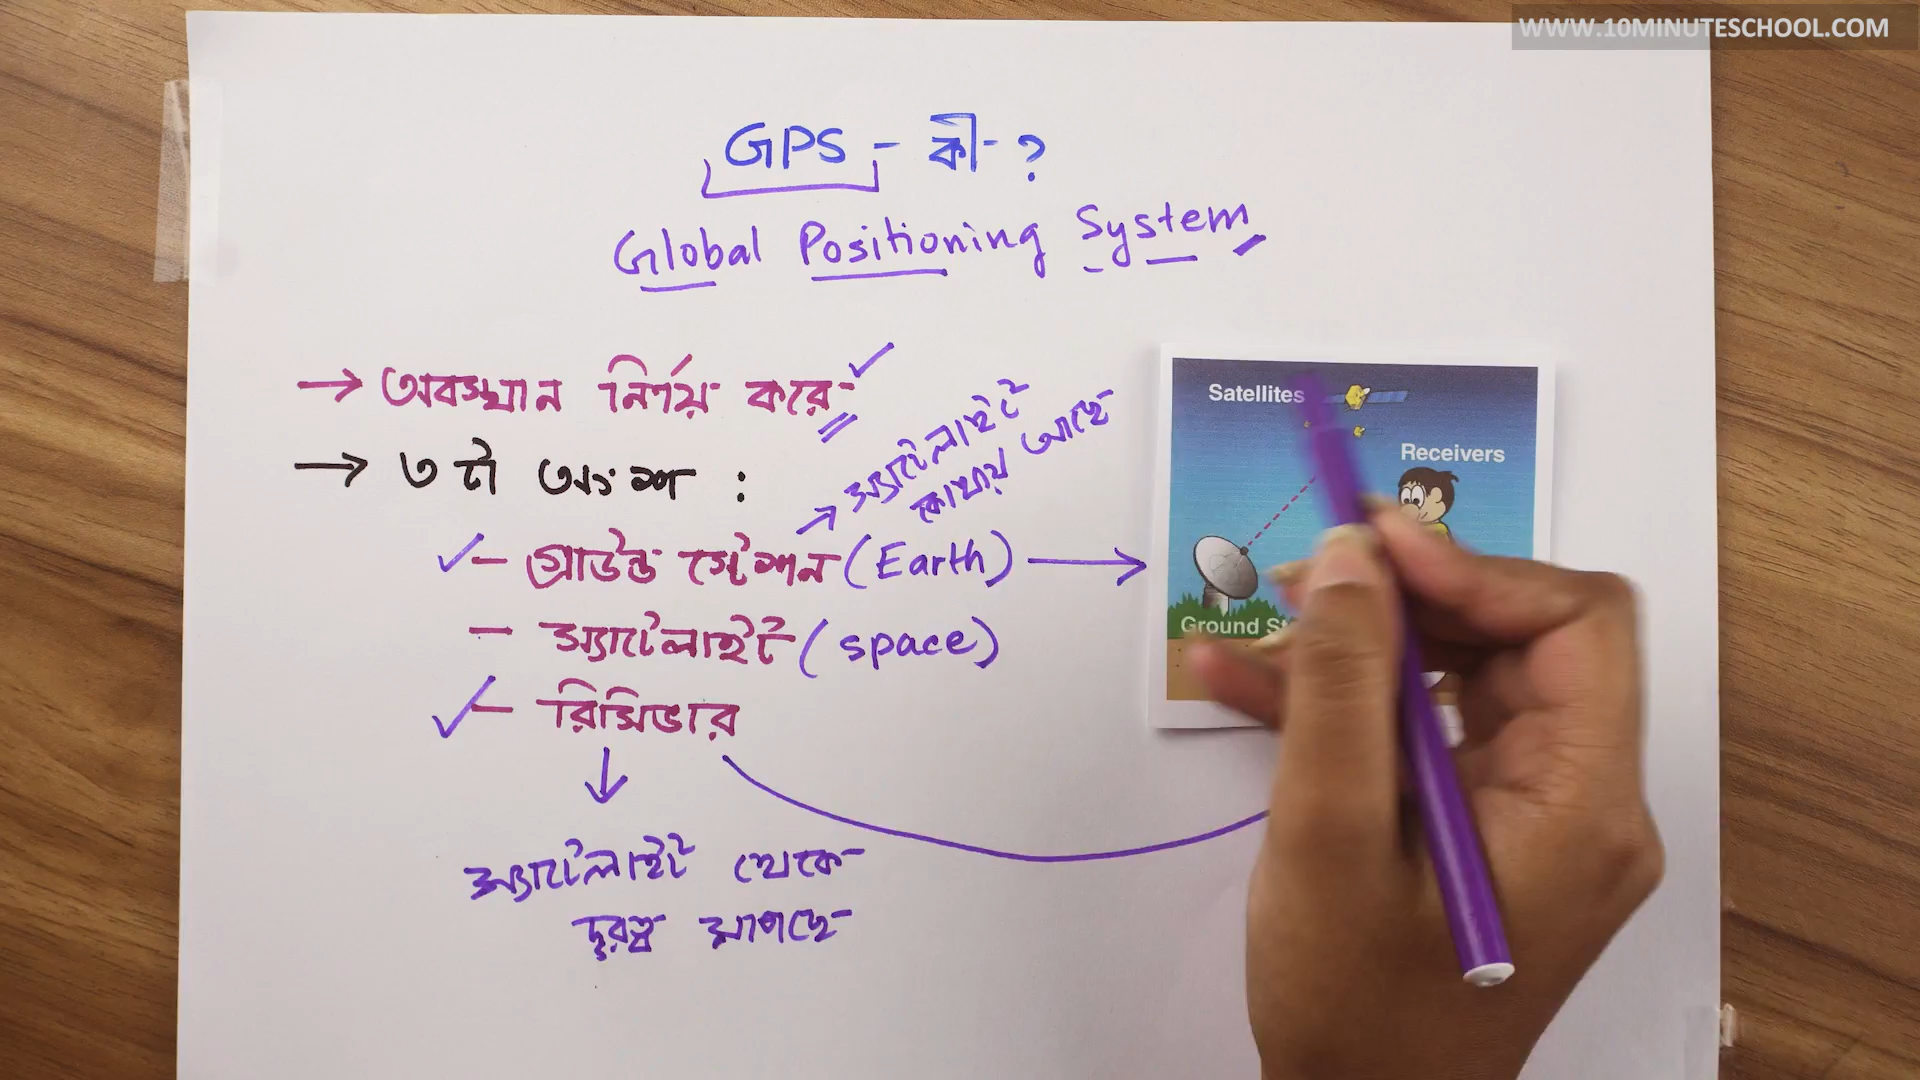 WWW.10MINUTESCHOOL.COM
GPS - কী - ?
Global Positioning System
→ অবস্থান নির্ণয় করে
→ ৩ টা অংশ :
→ স্যাটেলাইট
কোথায় আছে
- গ্রাউন্ড স্টেশন (Earth) →
- স্যাটেলাইট (space)
- রিসিভার
স্যাটেলাইট থেকে
দূরত্ব মাপছে
Satellites
Receivers
Ground